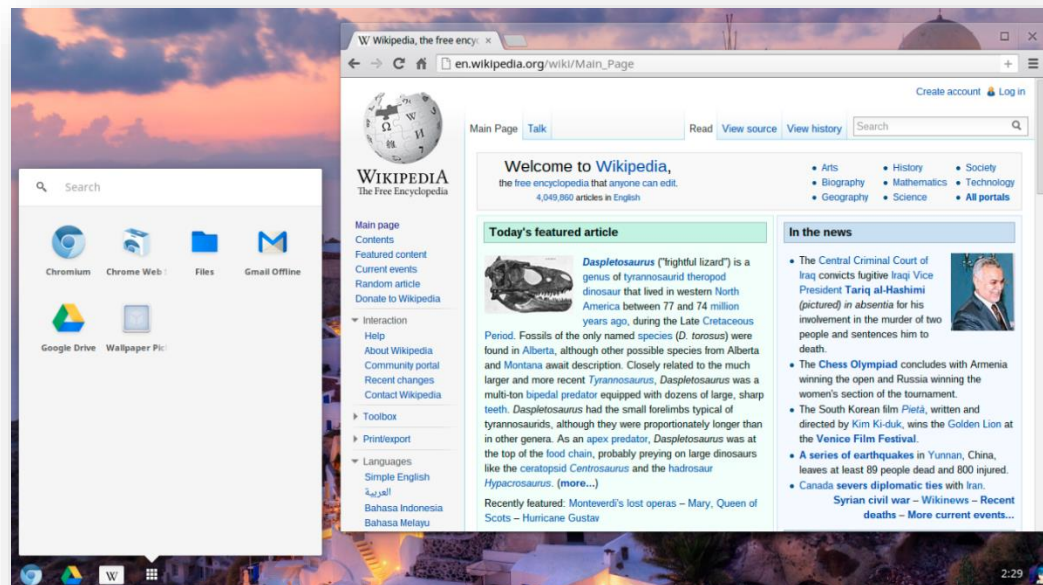 Wikipedia, the free ency
en.wikipedia.org/wiki/Main_Page
Create account Log in
Main Page Talk Read View source View history Search
WIKIPEDIA
The Free Encyclopedia
Main page
Contents
Featured content
Current events
Random article
Donate to Wikipedia
Interaction
Help
About Wikipedia
Community portal
Recent changes
Contact Wikipedia
Toolbox
Print/export
Languages
Simple English
العربية
Bahasa Indonesia
Bahasa Melayu
Welcome to Wikipedia,
the free encyclopedia that anyone can edit.
4,049,860 articles in English
• Arts • History • Society
• Biography • Mathematics • Technology
• Geography • Science • All portals
Today's featured article
Daspletosaurus ("frightful lizard") is a
genus of tyrannosaurid theropod
dinosaur that lived in western North
America between 77 and 74 million
years ago, during the Late Cretaceous
Period. Fossils of the only named species (D. torosus) were
found in Alberta, although other possible species from Alberta
and Montana await description. Closely related to the much
larger and more recent Tyrannosaurus, Daspletosaurus was a
multi-ton bipedal predator equipped with dozens of large, sharp
teeth. Daspletosaurus had the small forelimbs typical of
tyrannosaurids, although they were proportionately longer than
in other genera. As an apex predator, Daspletosaurus was at
the top of the food chain, probably preying on large dinosaurs
like the ceratopsid Centrosaurus and the hadrosaur
Hypacrosaurus. (more...)
Recently featured: Monteverdi's lost operas – Mary, Queen of
Scots – Hurricane Gustav
In the news
• The Central Criminal Court of
Iraq convicts fugitive Iraqi Vice
President Tariq al-Hashimi
(pictured) in absentia for his
involvement in the murder of two
people and sentences him to
death.
• The Chess Olympiad concludes with Armenia
winning the open and Russia winning the
women's section of the tournament.
• The South Korean film Pietà, written and
directed by Kim Ki-duk, wins the Golden Lion at
the Venice Film Festival.
• A series of earthquakes in Yunnan, China,
leaves at least 89 people dead and 800 injured.
• Canada severs diplomatic ties with Iran.
Syrian civil war – Wikinews – Recent
deaths – More current events...
Search
Chromium Chrome Web Files Gmail Offline
Google Drive Wallpaper Pic
W
2:29